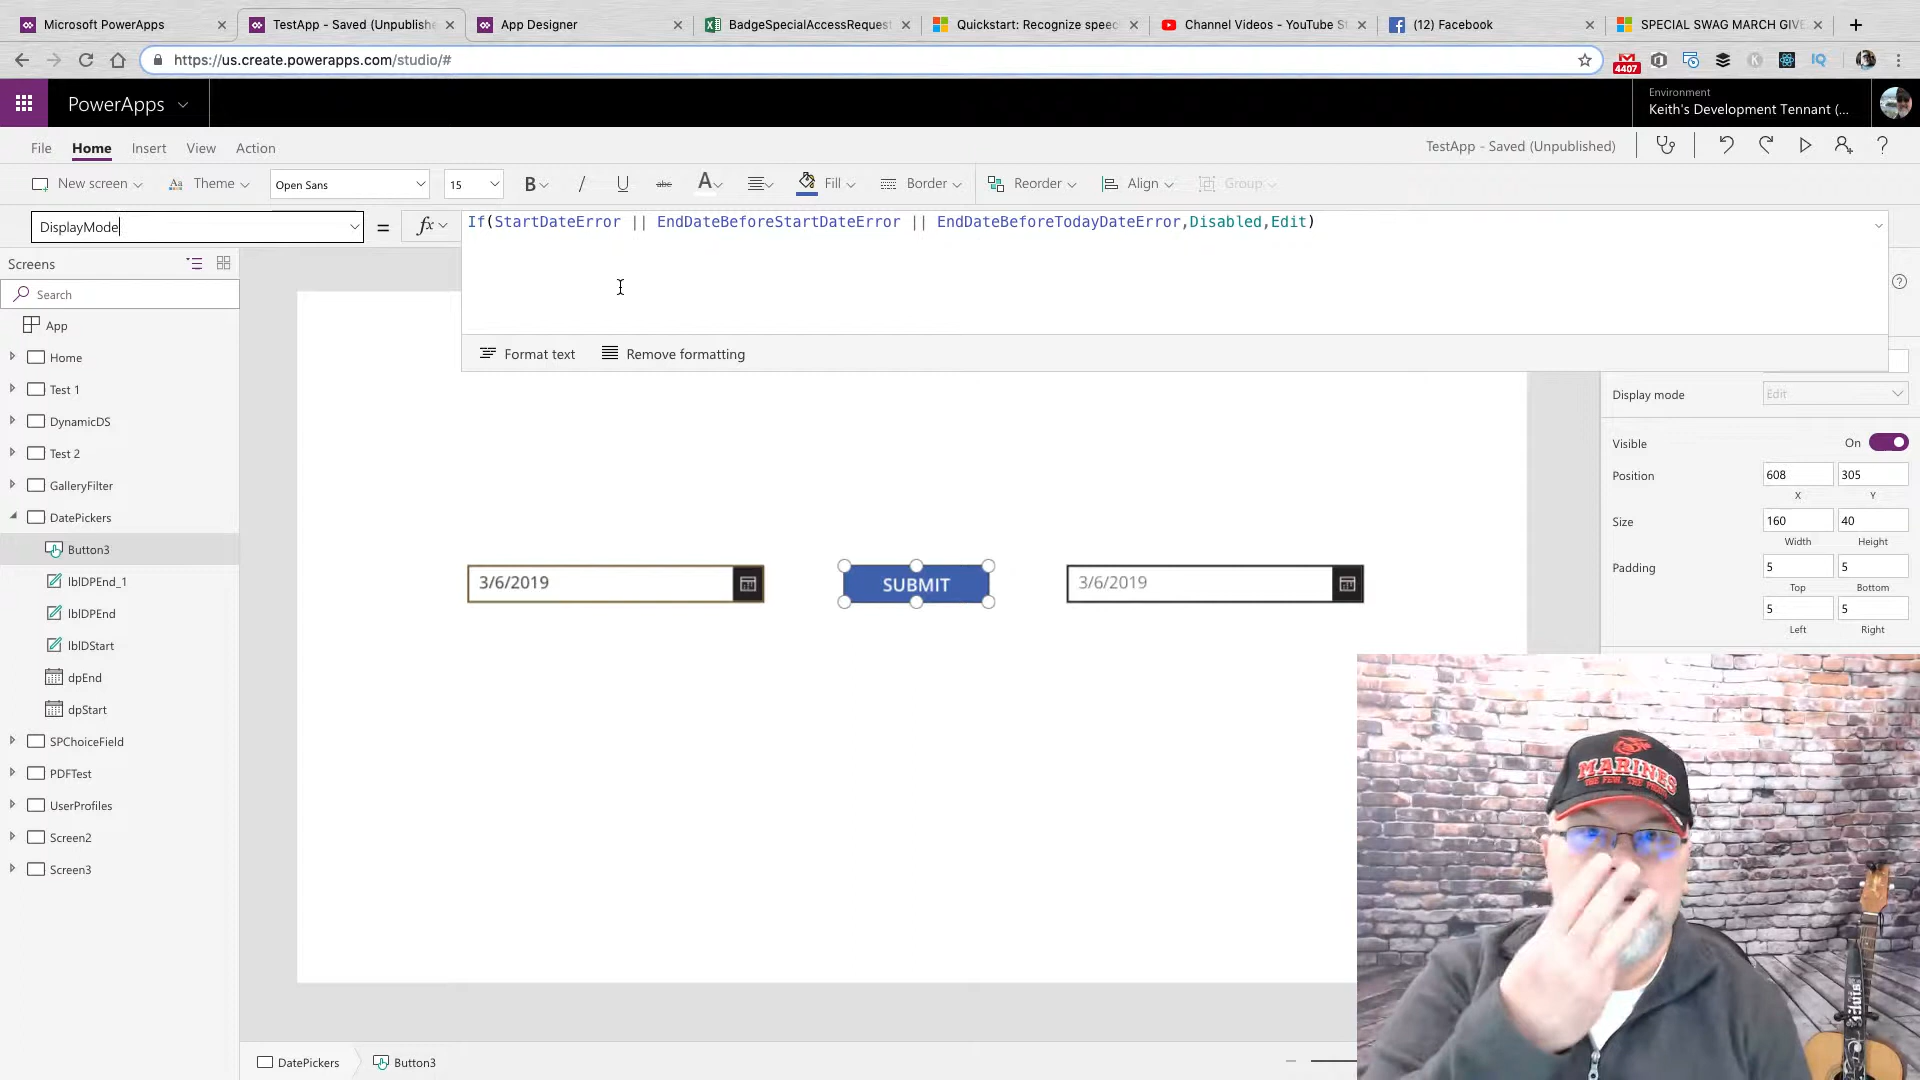 Microsoft PowerApps
TestApp - Saved (Unpublishe
App Designer
BadgeSpecialAccessReques
Quickstart: Recognize speec
Channel Videos - YouTube S
(12) Facebook
SPECIAL SWAG MARCH GIVE
https://us.create.powerapps.com/studio/#
4407
PowerApps
Environment
Keith's Development Tennant (...
File
Home
Insert
View
Action
TestApp - Saved (Unpublished)
New screen
Theme
Open Sans
15
B
Fill
Border
Reorder
Align
Group
DisplayMode
=
fx
If(StartDateError || EndDateBeforeStartDateError || EndDateBeforeTodayDateError,Disabled,Edit)
Format text
Remove formatting
Screens
Search
App
Home
Test 1
DynamicDS
Test 2
GalleryFilter
DatePickers
Button3
lblDPEnd_1
lblDPEnd
lblDStart
dpEnd
dpStart
SPChoiceField
PDFTest
UserProfiles
Screen2
Screen3
3/6/2019
SUBMIT
3/6/2019
Display mode
Edit
Visible
On
Position
608
305
X
Y
Size
160
40
Width
Height
Padding
5
5
Top
Bottom
5
5
Left
Right
MARINES
THE FEW. THE PROUD
Elvis
DatePickers
Button3